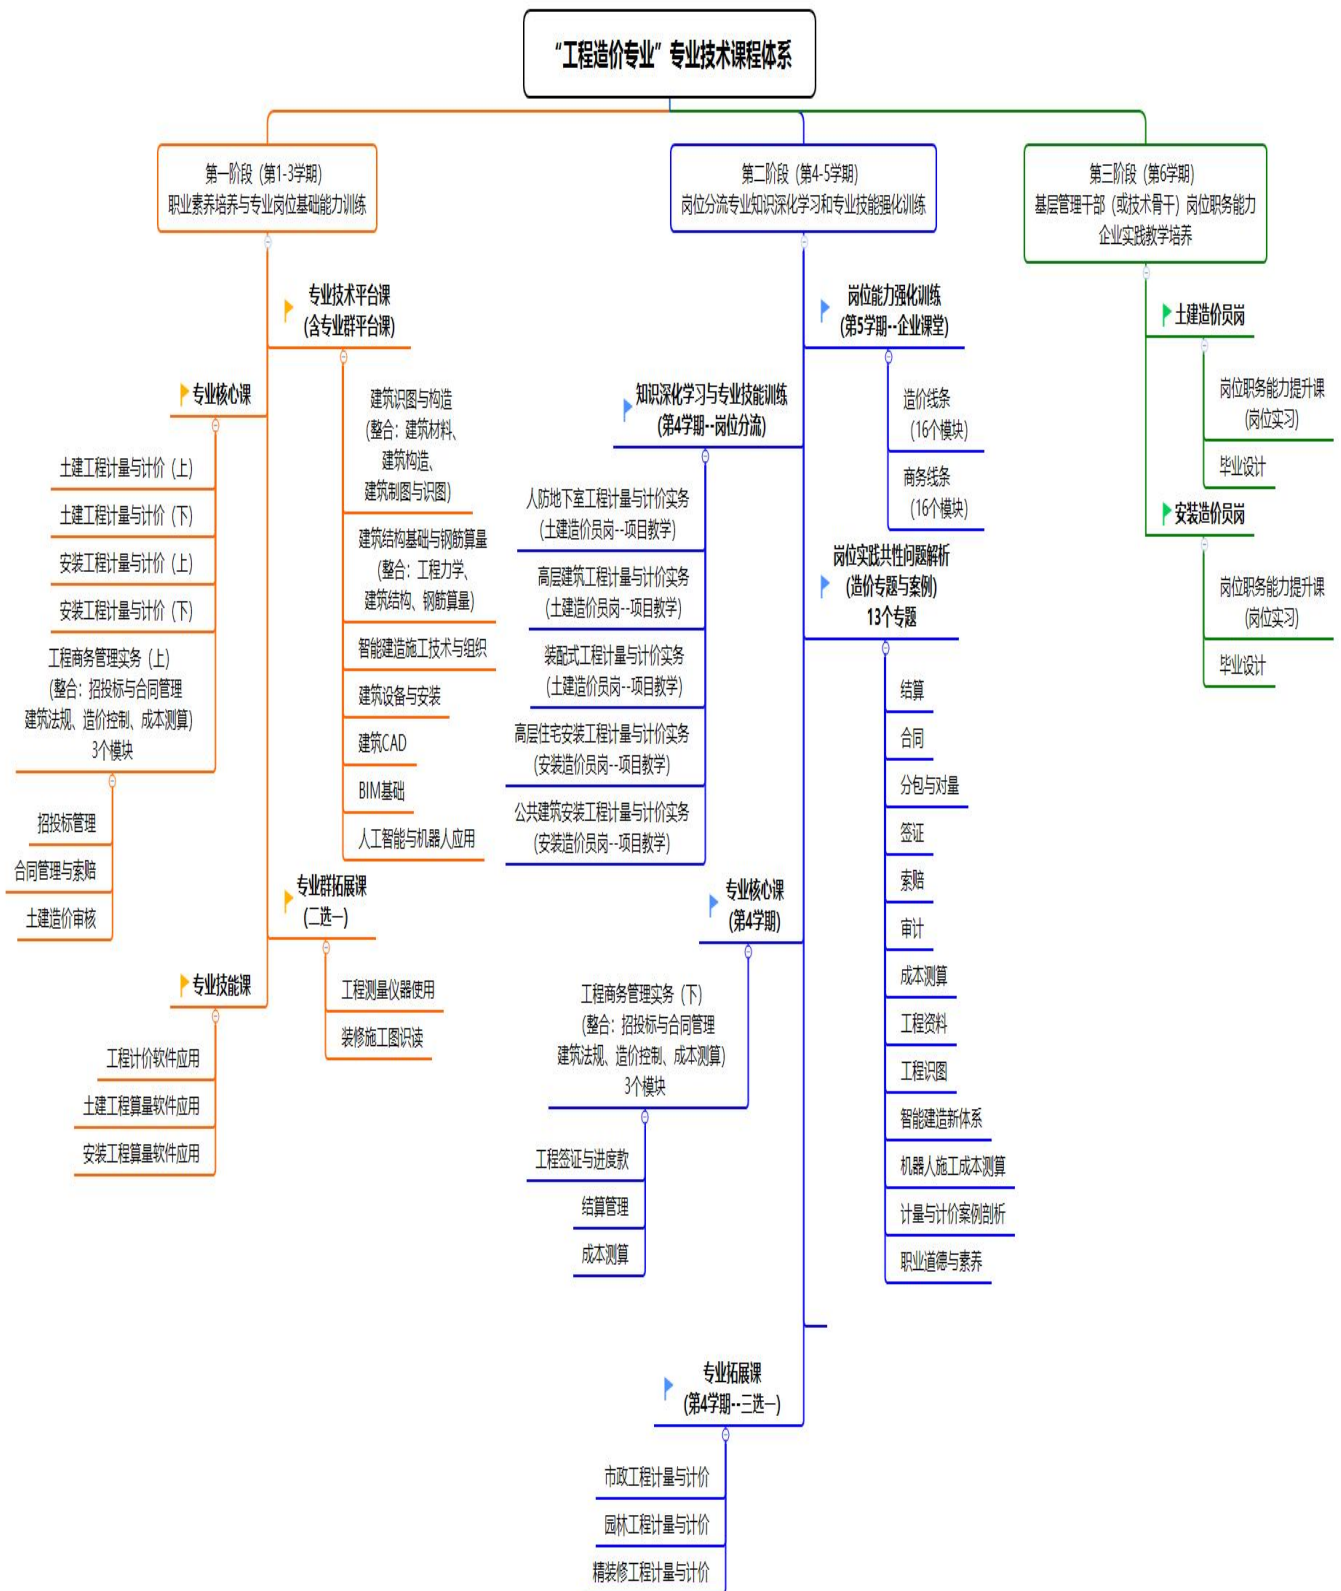 “工程造价专业”专业技术课程体系
第一阶段（第1-3学期）
职业素养培养与专业岗位基础能力训练
专业技术平台课
(含专业群平台课)
建筑识图与构造
(整合：建筑材料、
建筑构造、
建筑制图与识图)
建筑结构基础与钢筋算量
(整合：工程力学、
建筑结构、钢筋算量)
智能建造施工技术与组织
建筑设备与安装
建筑CAD
BIM基础
人工智能与机器人应用
专业核心课
土建工程计量与计价（上）
土建工程计量与计价（下）
安装工程计量与计价（上）
安装工程计量与计价（下）
工程商务管理实务（上）
(整合：招投标与合同管理
建筑法规、造价控制、成本测算)
3个模块
招投标管理
合同管理与索赔
土建造价审核
专业群拓展课
(二选一)
工程测量仪器使用
装修施工图识读
专业技能课
工程计价软件应用
土建工程算量软件应用
安装工程算量软件应用
第二阶段（第4-5学期）
岗位分流专业知识深化学习和专业技能强化训练
岗位能力强化训练
(第5学期--企业课堂)
造价线条
（16个模块）
商务线条
（16个模块）
知识深化学习与专业技能训练
(第4学期--岗位分流)
人防地下室工程计量与计价实务
(土建造价员岗--项目教学)
高层建筑工程计量与计价实务
(土建造价员岗--项目教学)
装配式工程计量与计价实务
(土建造价员岗--项目教学)
高层住宅安装工程计量与计价实务
(安装造价员岗--项目教学)
公共建筑安装工程计量与计价实务
(安装造价员岗--项目教学)
岗位实践共性问题解析
(造价专题与案例)
13个专题
结算
合同
分包与对量
签证
索赔
审计
成本测算
工程资料
工程识图
智能建造新体系
机器人施工成本测算
计量与计价案例剖析
职业道德与素养
专业核心课
(第4学期)
工程商务管理实务（下）
(整合：招投标与合同管理
建筑法规、造价控制、成本测算)
3个模块
工程签证与进度款
结算管理
成本测算
专业拓展课
(第4学期--三选一)
市政工程计量与计价
园林工程计量与计价
精装修工程计量与计价
第三阶段（第6学期）
基层管理干部（或技术骨干）岗位职务能力
企业实践教学培养
土建造价员岗
岗位职务能力提升课
(岗位实习)
毕业设计
安装造价员岗
岗位职务能力提升课
(岗位实习)
毕业设计